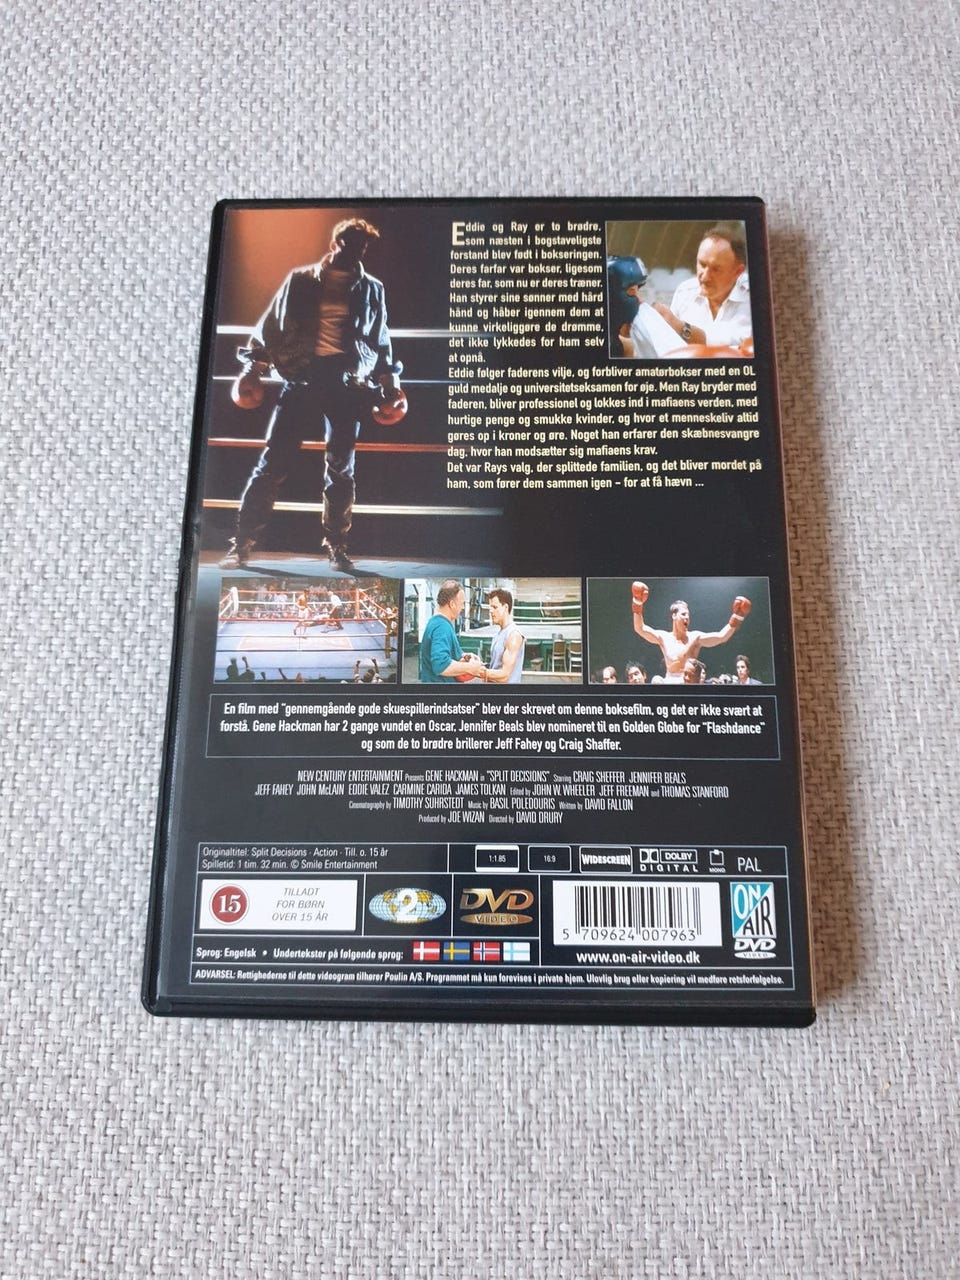 Eddie og Ray er to brødre,
som næsten i bogstaveligste
forstand blev født i bokseringen.
Deres farfar var bokser, ligesom
deres far, som nu er deres træner.
Han styrer sine sønner med hård
hånd og håber igennem dem at
kunne virkeliggøre de drømme,
det ikke lykkedes for ham selv
at opnå.
Eddie følger faderens vilje, og forbliver amatørbokser med en OL
guld medalje og universitetseksamen for øje. Men Ray bryder med
faderen, bliver professionel og lokkes ind i mafiaens verden, med
hurtige penge og smukke kvinder, og hvor et menneskeliv altid
gøres op i kroner og øre. Noget han erfarer den skæbnesvangre
dag, hvor han modsætter sig mafiaens krav.
Det var Rays valg, der splittede familien, og det bliver mordet på
ham, som fører dem sammen igen – for at få hævn ...
En film med "gennemgående gode skuespillerindsatser" blev der skrevet om denne boksefilm, og det er ikke svært at
forstå. Gene Hackman har 2 gange vundet en Oscar, Jennifer Beals blev nomineret til en Golden Globe for "Flashdance"
og som de to brødre brillerer Jeff Fahey og Craig Shaffer.
NEW CENTURY ENTERTAINMENT Presents GENE HACKMAN in "SPLIT DECISIONS" Starring CRAIG SHEFFER JENNIFER BEALS
JEFF FAHEY JOHN McLAIN EDDIE VALEZ CARMINE CARIDA JAMES TOLKAN Edited by JOHN W. WHEELER JEFF FREEMAN and THOMAS STANFORD
Cinematography by TIMOTHY SUHRSTEDT Music by BASIL POLEDOURIS Written by DAVID FALLON
Produced by JOE WIZAN Directed by DAVID DRURY
Originaltitel: Split Decisions · Action · Till. o. 15 år
Spilletid: 1 tim. 32 min. © Smile Entertainment
1:1.85
16:9
WIDESCREEN
DOLBY
DIGITAL
MONO
PAL
15
TILLADT
FOR BØRN
OVER 15 ÅR
2
DVD
VIDEO
5 709624 007963
ON
AIR
DVD
VIDEO
Sprog: Engelsk • Undertekster på følgende sprog:
www.on-air-video.dk
ADVARSEL: Rettighederne til dette videogram tilhører Poulin A/S. Programmet må kun forevises i private hjem. Ulovlig brug eller kopiering vil medføre retsforfølgelse.